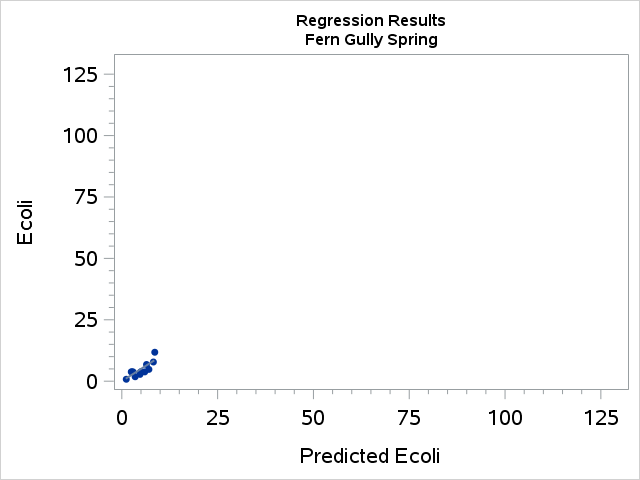 Regression Results
Fern Gully Spring
125
100
75
50
25
0
Ecoli
0 25 50 75 100 125
Predicted Ecoli